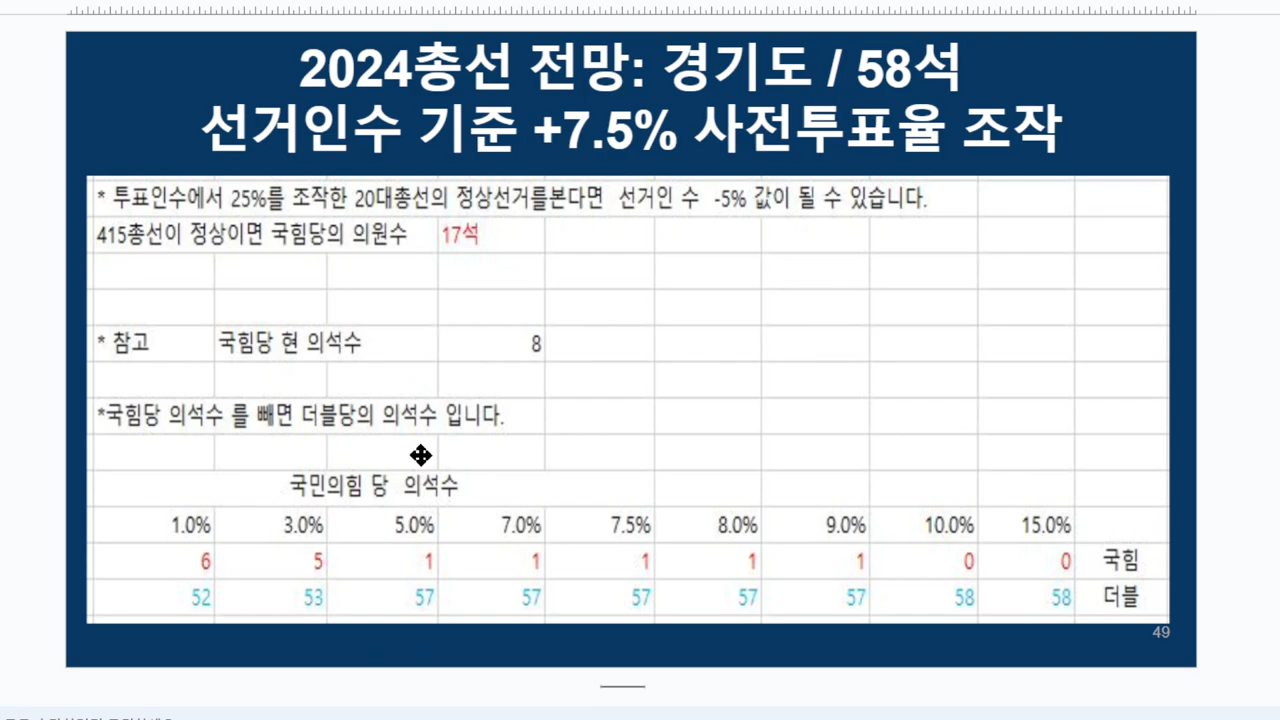 2024총선 전망: 경기도 / 58석
선거인수 기준 +7.5% 사전투표율 조작
* 투표인수에서 25%를 조작한 20대총선의 정상선거를본다면 선거인 수 -5% 값이 될 수 있습니다.
415총선이 정상이면 국힘당의 의원수 17석
* 참고 국힘당 현 의석수 8
*국힘당 의석수 를 빼면 더블당의 의석수 입니다.
국민의힘 당 의석수
1.0% 3.0% 5.0% 7.0% 7.5% 8.0% 9.0% 10.0% 15.0%
6 5 1 1 1 1 1 0 0 국힘
52 53 57 57 57 57 57 58 58 더블
49